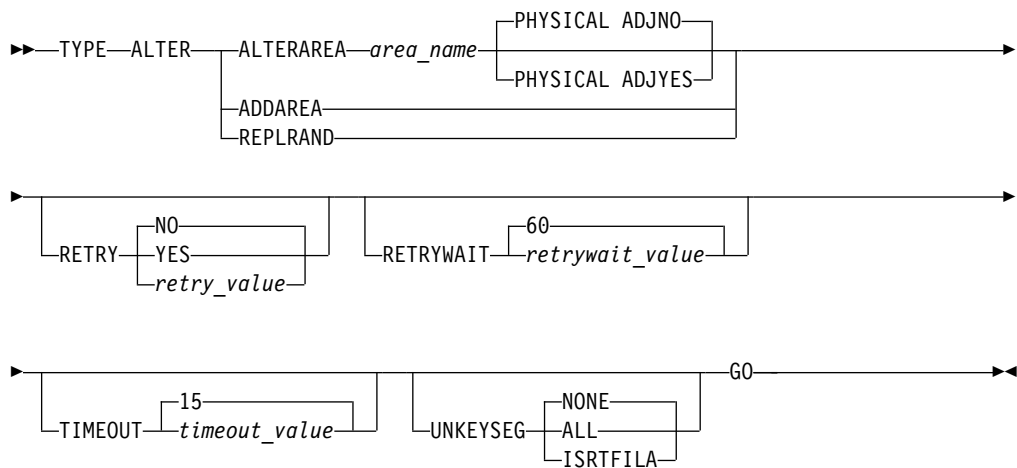 PHYSICAL ADJNO
TYPE ALTER ALTERAREA area_name
PHYSICAL ADJYES
ADDAREA
REPLRAND
NO 60
RETRY YES RETRYWAIT retrywait_value
retry_value
15 NONE GO
TIMEOUT timeout_value UNKEYSEG ALL
ISRTFILA